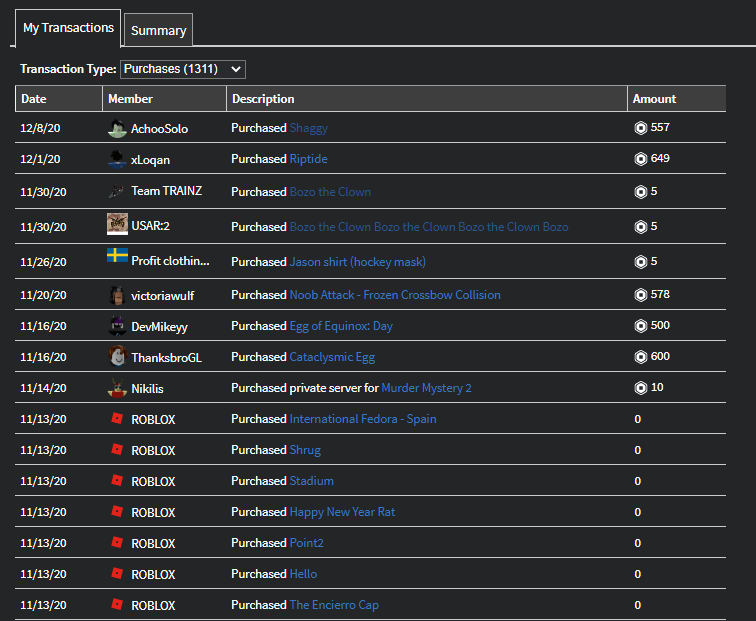 My Transactions Summary
Transaction Type: Purchases (1311)
Date Member Description Amount
12/8/20 AchooSolo Purchased Shaggy 557
12/1/20 xLoqan Purchased Riptide 649
11/30/20 Team TRAINZ Purchased Bozo the Clown 5
11/30/20 USAR:2 Purchased Bozo the Clown Bozo the Clown Bozo the Clown Bozo 5
11/26/20 Profit clothin... Purchased Jason shirt (hockey mask) 5
11/20/20 victoriawulf Purchased Noob Attack - Frozen Crossbow Collision 578
11/16/20 DevMikeyy Purchased Egg of Equinox: Day 500
11/16/20 ThanksbroGL Purchased Cataclysmic Egg 600
11/14/20 Nikilis Purchased private server for Murder Mystery 2 10
11/13/20 ROBLOX Purchased International Fedora - Spain 0
11/13/20 ROBLOX Purchased Shrug 0
11/13/20 ROBLOX Purchased Stadium 0
11/13/20 ROBLOX Purchased Happy New Year Rat 0
11/13/20 ROBLOX Purchased Point2 0
11/13/20 ROBLOX Purchased Hello 0
11/13/20 ROBLOX Purchased The Encierro Cap 0